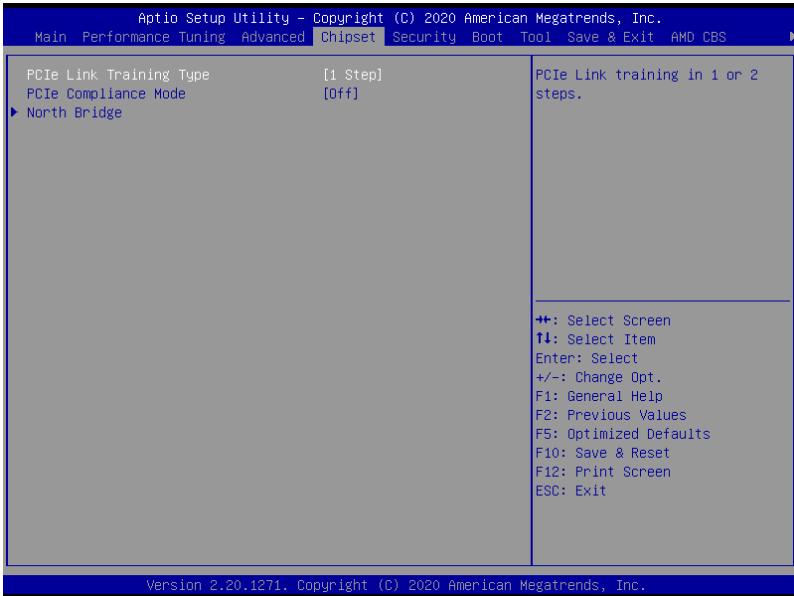 Aptio Setup Utility – Copyright (C) 2020 American Megatrends, Inc.
Main Performance Tuning Advanced Chipset Security Boot Tool Save & Exit AMD CBS
PCIe Link Training Type [1 Step]
PCIe Compliance Mode [Off]
North Bridge
PCIe Link training in 1 or 2
steps.
→←: Select Screen
↑↓: Select Item
Enter: Select
+/-: Change Opt.
F1: General Help
F2: Previous Values
F5: Optimized Defaults
F10: Save & Reset
F12: Print Screen
ESC: Exit
Version 2.20.1271. Copyright (C) 2020 American Megatrends, Inc.